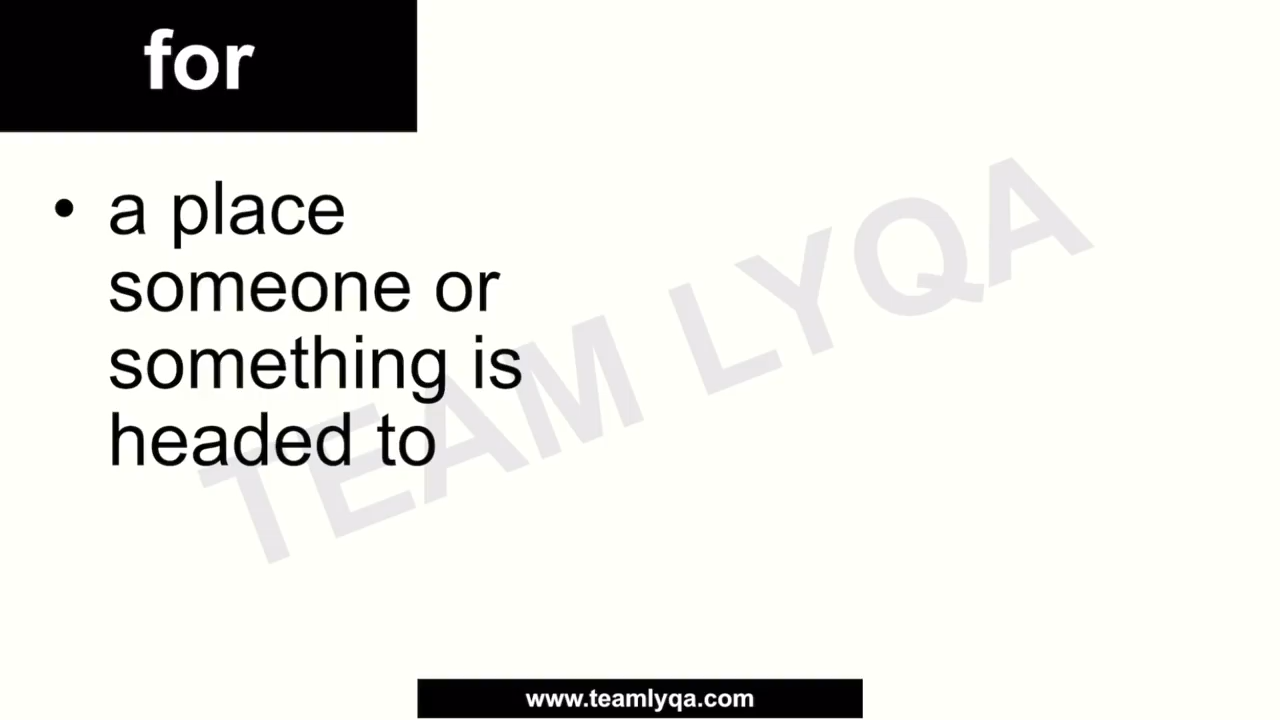 for
• a place
someone or
something is
headed to
TEAM LYQA
www.teamlyqa.com